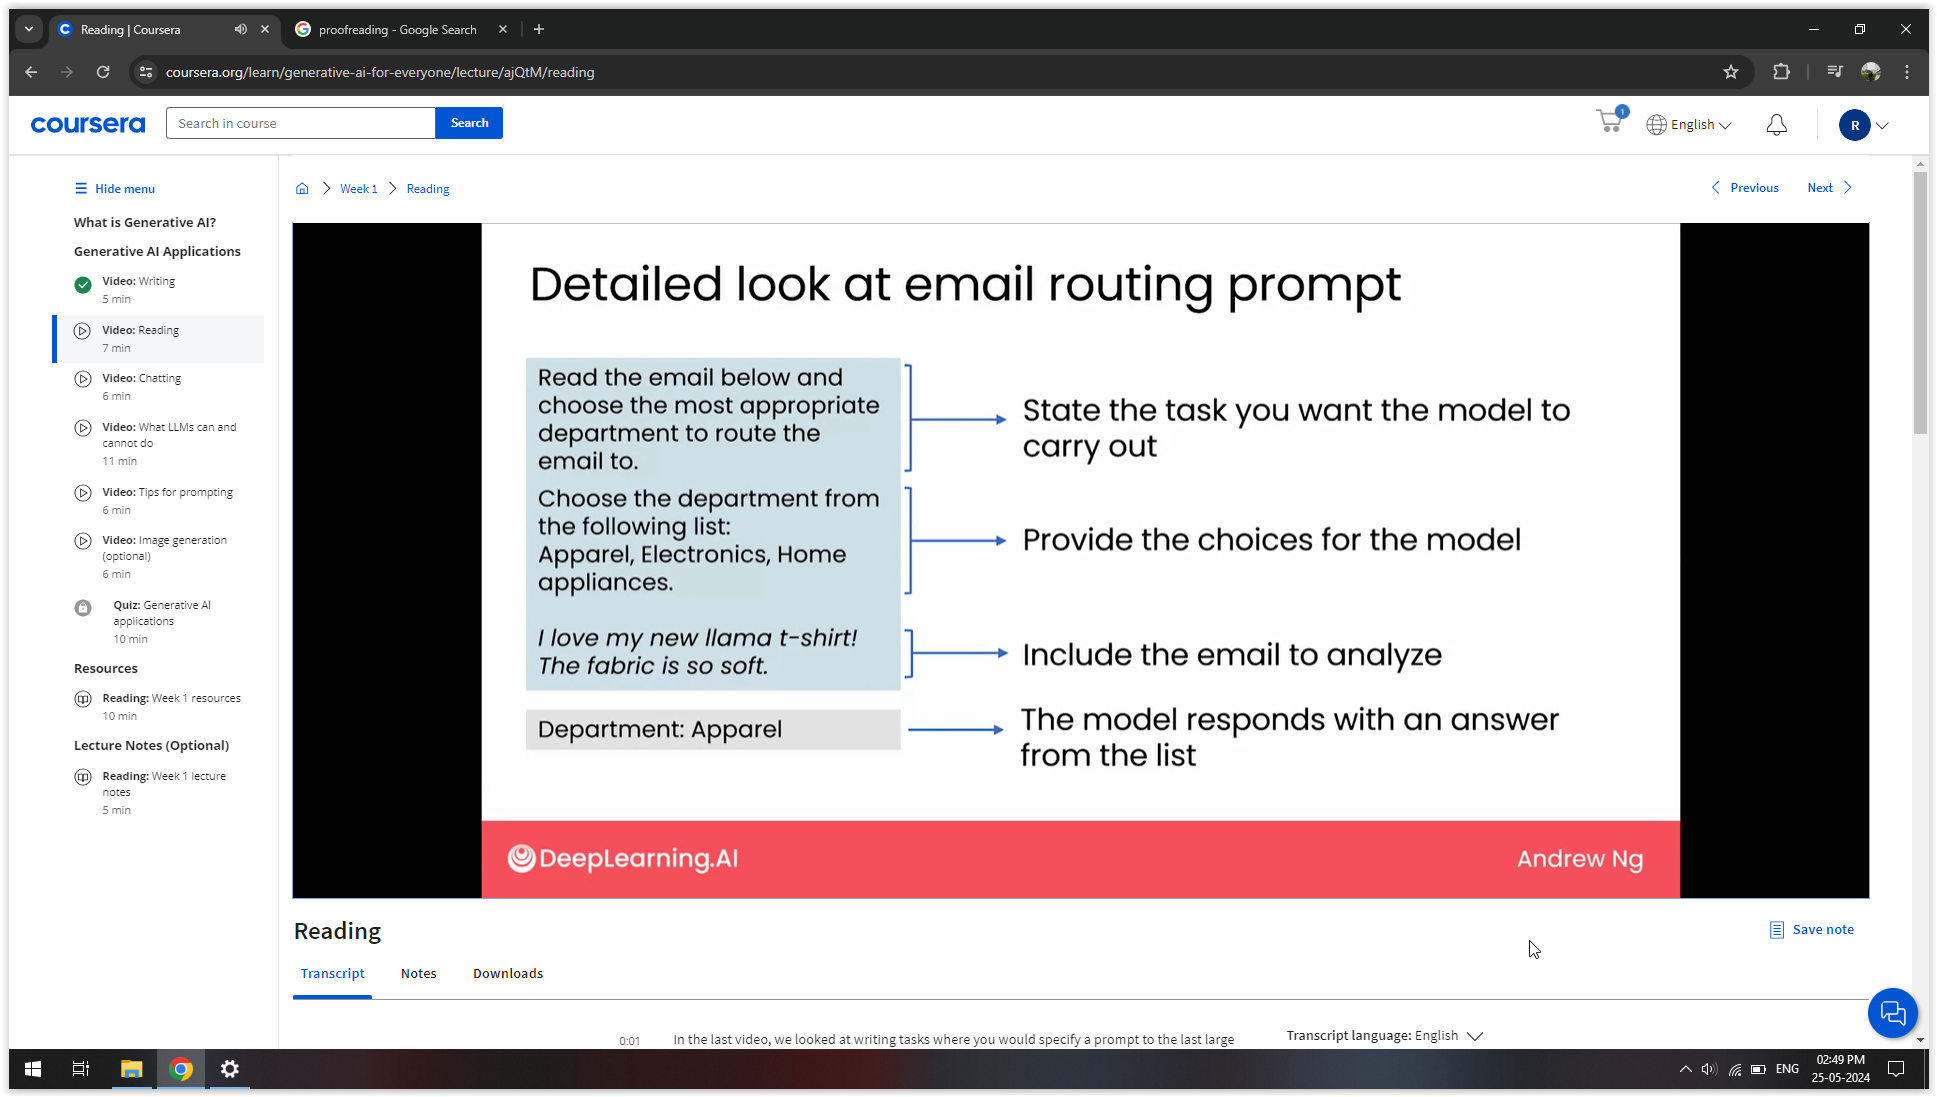 Reading | Coursera
proofreading - Google Search
coursera.org/learn/generative-ai-for-everyone/lecture/ajQtM/reading
coursera
Search in course
Search
1
English
R
Hide menu
What is Generative AI?
Generative AI Applications
Video: Writing
5 min
Video: Reading
7 min
Video: Chatting
6 min
Video: What LLMs can and
cannot do
11 min
Video: Tips for prompting
6 min
Video: Image generation
(optional)
6 min
Quiz: Generative AI
applications
10 min
Resources
Reading: Week 1 resources
10 min
Lecture Notes (Optional)
Reading: Week 1 lecture
notes
5 min
Week 1
Reading
Previous
Next
Detailed look at email routing prompt
Read the email below and
choose the most appropriate
department to route the
email to.
State the task you want the model to
carry out
Choose the department from
the following list:
Apparel, Electronics, Home
appliances.
Provide the choices for the model
I love my new llama t-shirt!
The fabric is so soft.
Include the email to analyze
Department: Apparel
The model responds with an answer
from the list
DeepLearning.AI
Andrew Ng
Reading
Save note
Transcript
Notes
Downloads
0:01
In the last video, we looked at writing tasks where you would specify a prompt to the last large
Transcript language: English
ENG
02:49 PM
25-05-2024